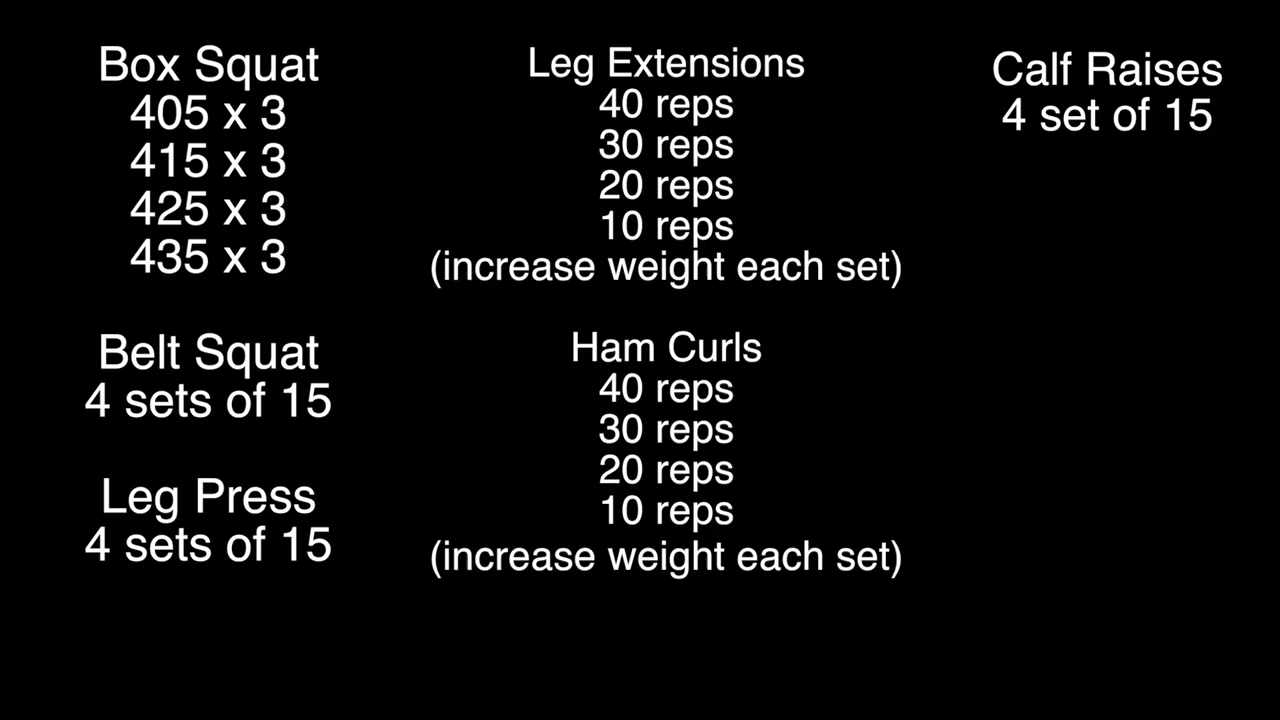 Box Squat
405 x 3
415 x 3
425 x 3
435 x 3
Belt Squat
4 sets of 15
Leg Press
4 sets of 15
Leg Extensions
40 reps
30 reps
20 reps
10 reps
(increase weight each set)
Ham Curls
40 reps
30 reps
20 reps
10 reps
(increase weight each set)
Calf Raises
4 set of 15